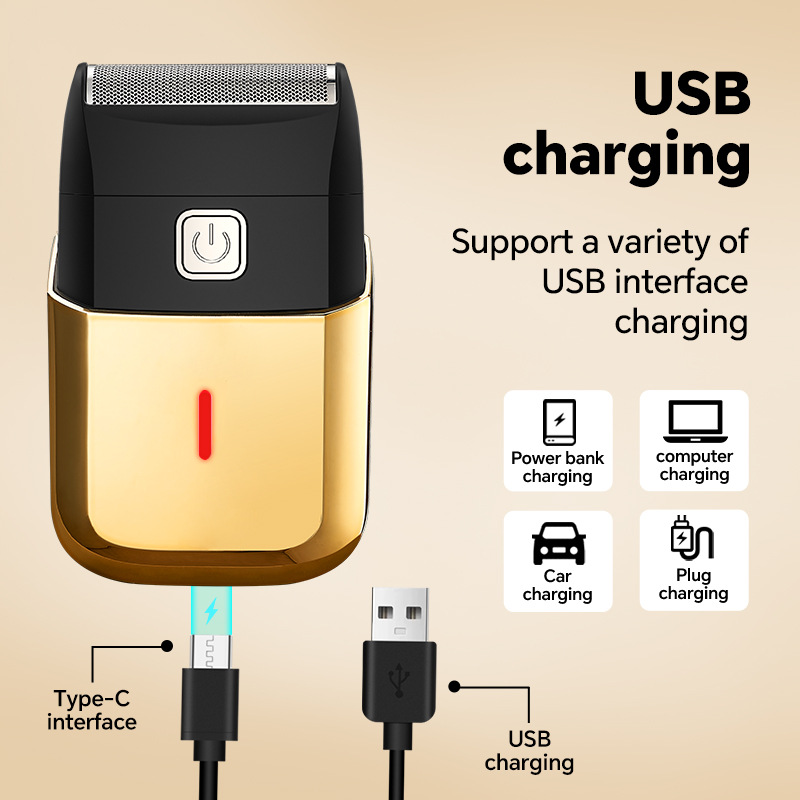 USB
charging
Support a variety of
USB interface
charging
Power bank
charging
computer
charging
Car
charging
Plug
charging
Type-C
interface
USB
charging